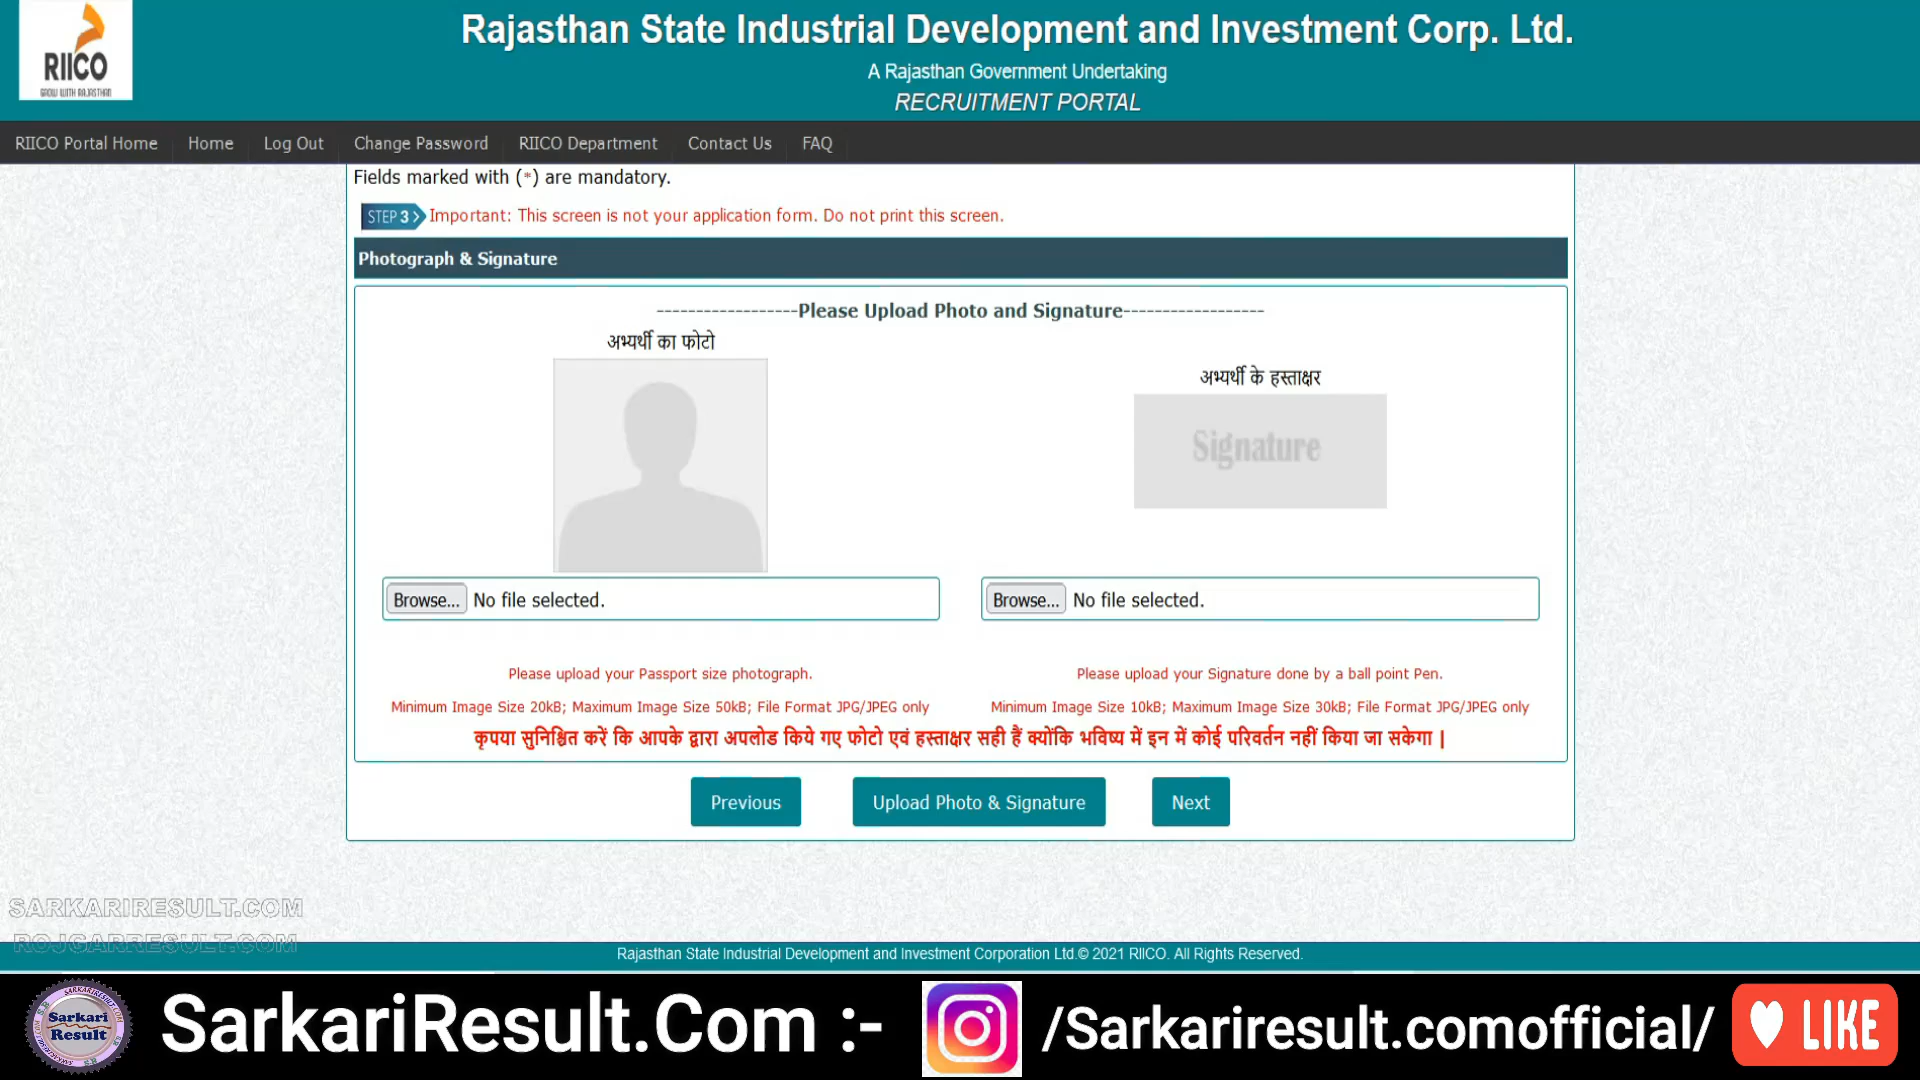 RIICO
GROW WITH RAJASTHAN
Rajasthan State Industrial Development and Investment Corp. Ltd.
A Rajasthan Government Undertaking
RECRUITMENT PORTAL
RIICO Portal Home Home Log Out Change Password RIICO Department Contact Us FAQ
Fields marked with (*) are mandatory.
STEP 3 > Important: This screen is not your application form. Do not print this screen.
Photograph & Signature
------------------Please Upload Photo and Signature------------------
अभ्यर्थी का फोटो
अभ्यर्थी के हस्ताक्षर
Signature
Browse... No file selected.
Browse... No file selected.
Please upload your Passport size photograph.
Please upload your Signature done by a ball point Pen.
Minimum Image Size 20kB; Maximum Image Size 50kB; File Format JPG/JPEG only
Minimum Image Size 10kB; Maximum Image Size 30kB; File Format JPG/JPEG only
कृपया सुनिश्चित करें कि आपके द्वारा अपलोड किये गए फोटो एवं हस्ताक्षर सही हैं क्योंकि भविष्य में इन में कोई परिवर्तन नहीं किया जा सकेगा |
Previous Upload Photo & Signature Next
SARKARIRESULT.COM
ROJGARRESULT.COM
Rajasthan State Industrial Development and Investment Corporation Ltd.© 2021 RIICO. All Rights Reserved.
Sarkari
Result
SarkariResult.Com :- /Sarkariresult.comofficial/ LIKE